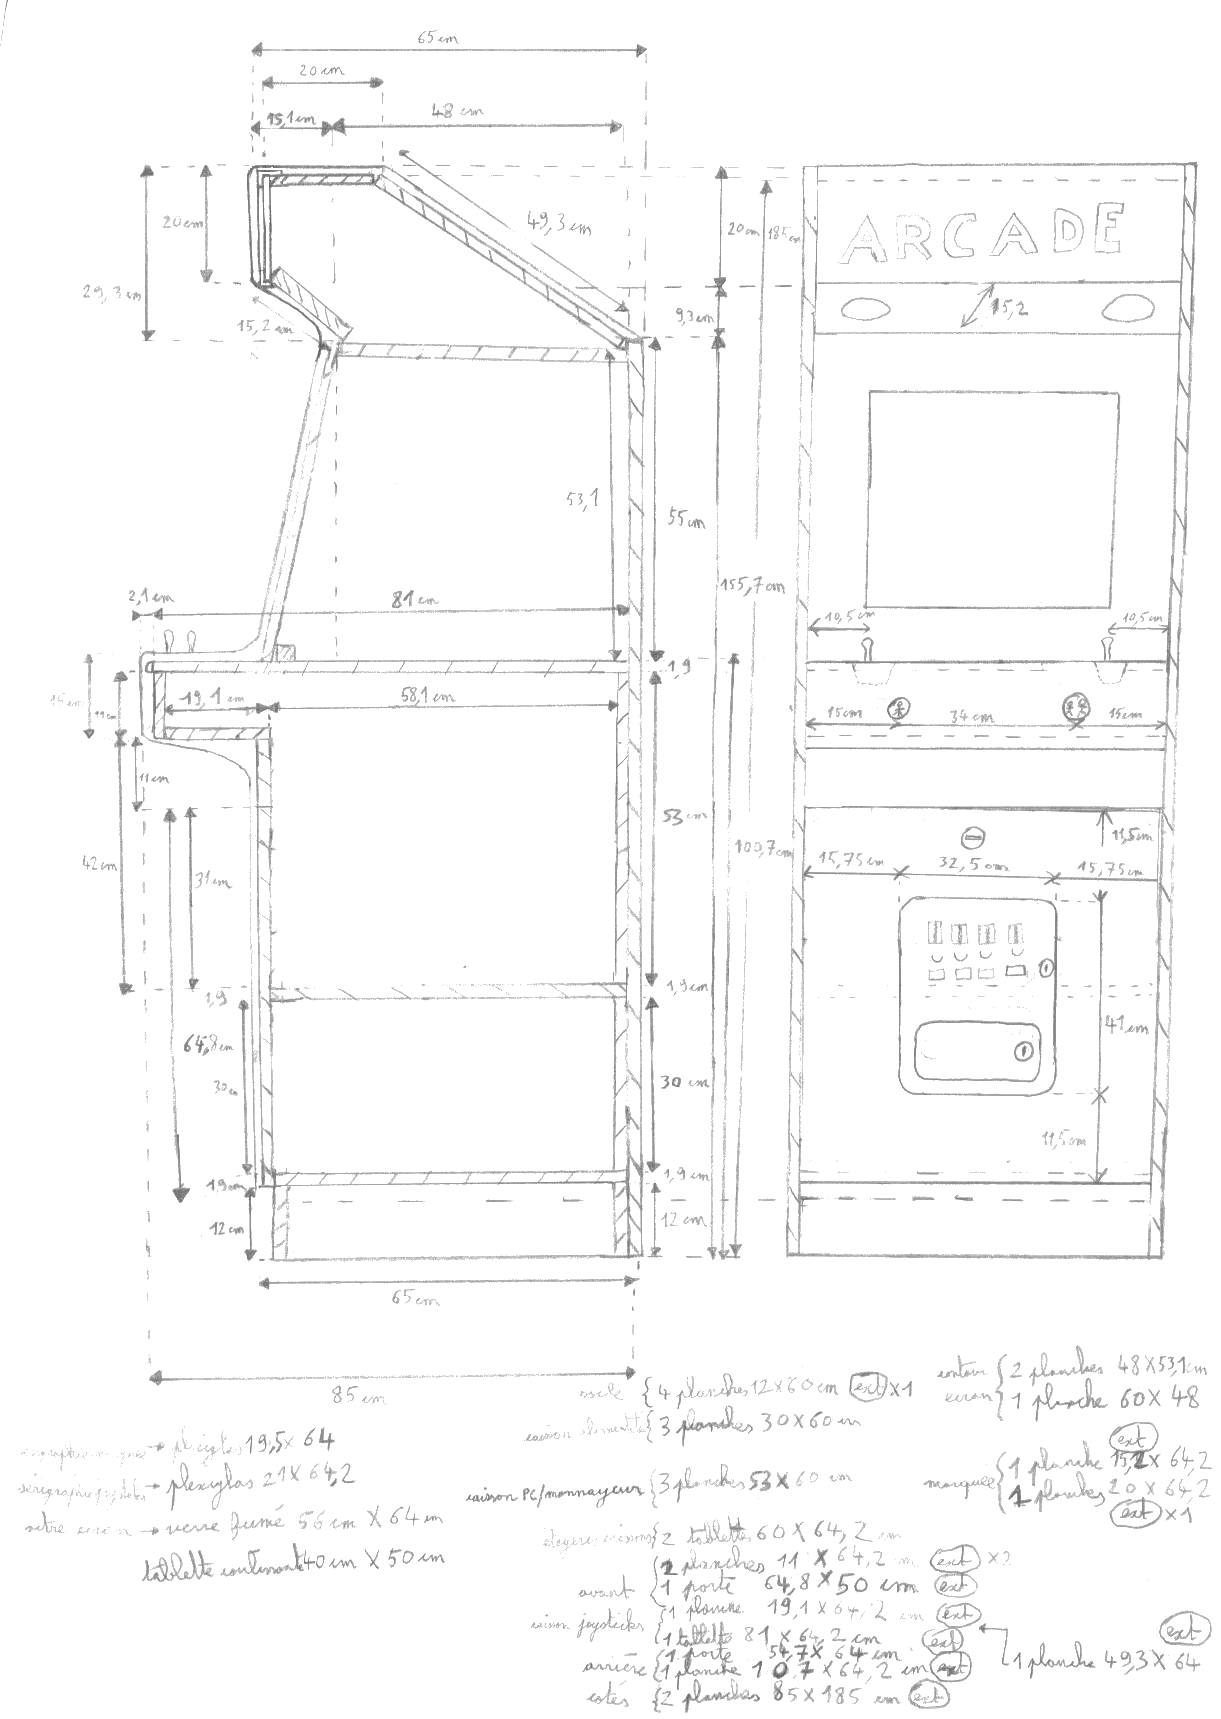 65 cm
20 cm
15,1 cm
48 cm
49,3 cm
20 cm
29,3 cm
15,2 cm
20 cm
185 cm
9,3 cm
ARCADE
15,2
53,1
55 cm
155,7 cm
2,1 cm
81 cm
10,5 cm
10,5 cm
1,9
15 cm
11 cm
19,1 cm
58,1 cm
15 cm
34 cm
15 cm
11 cm
42 cm
31 cm
53 cm
100,7 cm
11,5 cm
15,75 cm
32,5 cm
15,75 cm
1,9
1,9 cm
64,8 cm
30 cm
30 cm
41 cm
11,5 cm
1,9 cm
1,9 cm
12 cm
12 cm
65 cm
85 cm
socle { 4 planches 12 X 60 cm ext X1
caisson alimentation { 3 planches 30 X 60 cm
caisson PC/monnayeur { 3 planches 53 X 60 cm
étagères caissons { 2 tablettes 60 X 64,2 cm
avant { 2 planches 11 X 64,2 cm ext X2
1 porte 64,8 X 50 cm ext
caisson joysticks { 1 planche 19,1 X 64,2 cm ext
1 tablette 81 X 64,2 cm ext
arrière { 1 porte 54,7 X 64 cm
1 planche 107 X 64,2 cm ext
côtés { 2 planches 85 X 185 cm ext
contour écran { 2 planches 48 X 53,1 cm
1 planche 60 X 48
ext
marquee { 1 planche 15,2 X 64,2
1 planches 20 X 64,2
ext X1
ext
1 planche 49,3 X 64
→ plexiglas 19,5 X 64
→ plexiglas 21 X 64,2
vitre écran → verre fumé 56 cm X 64 cm
tablette 40 cm X 50 cm